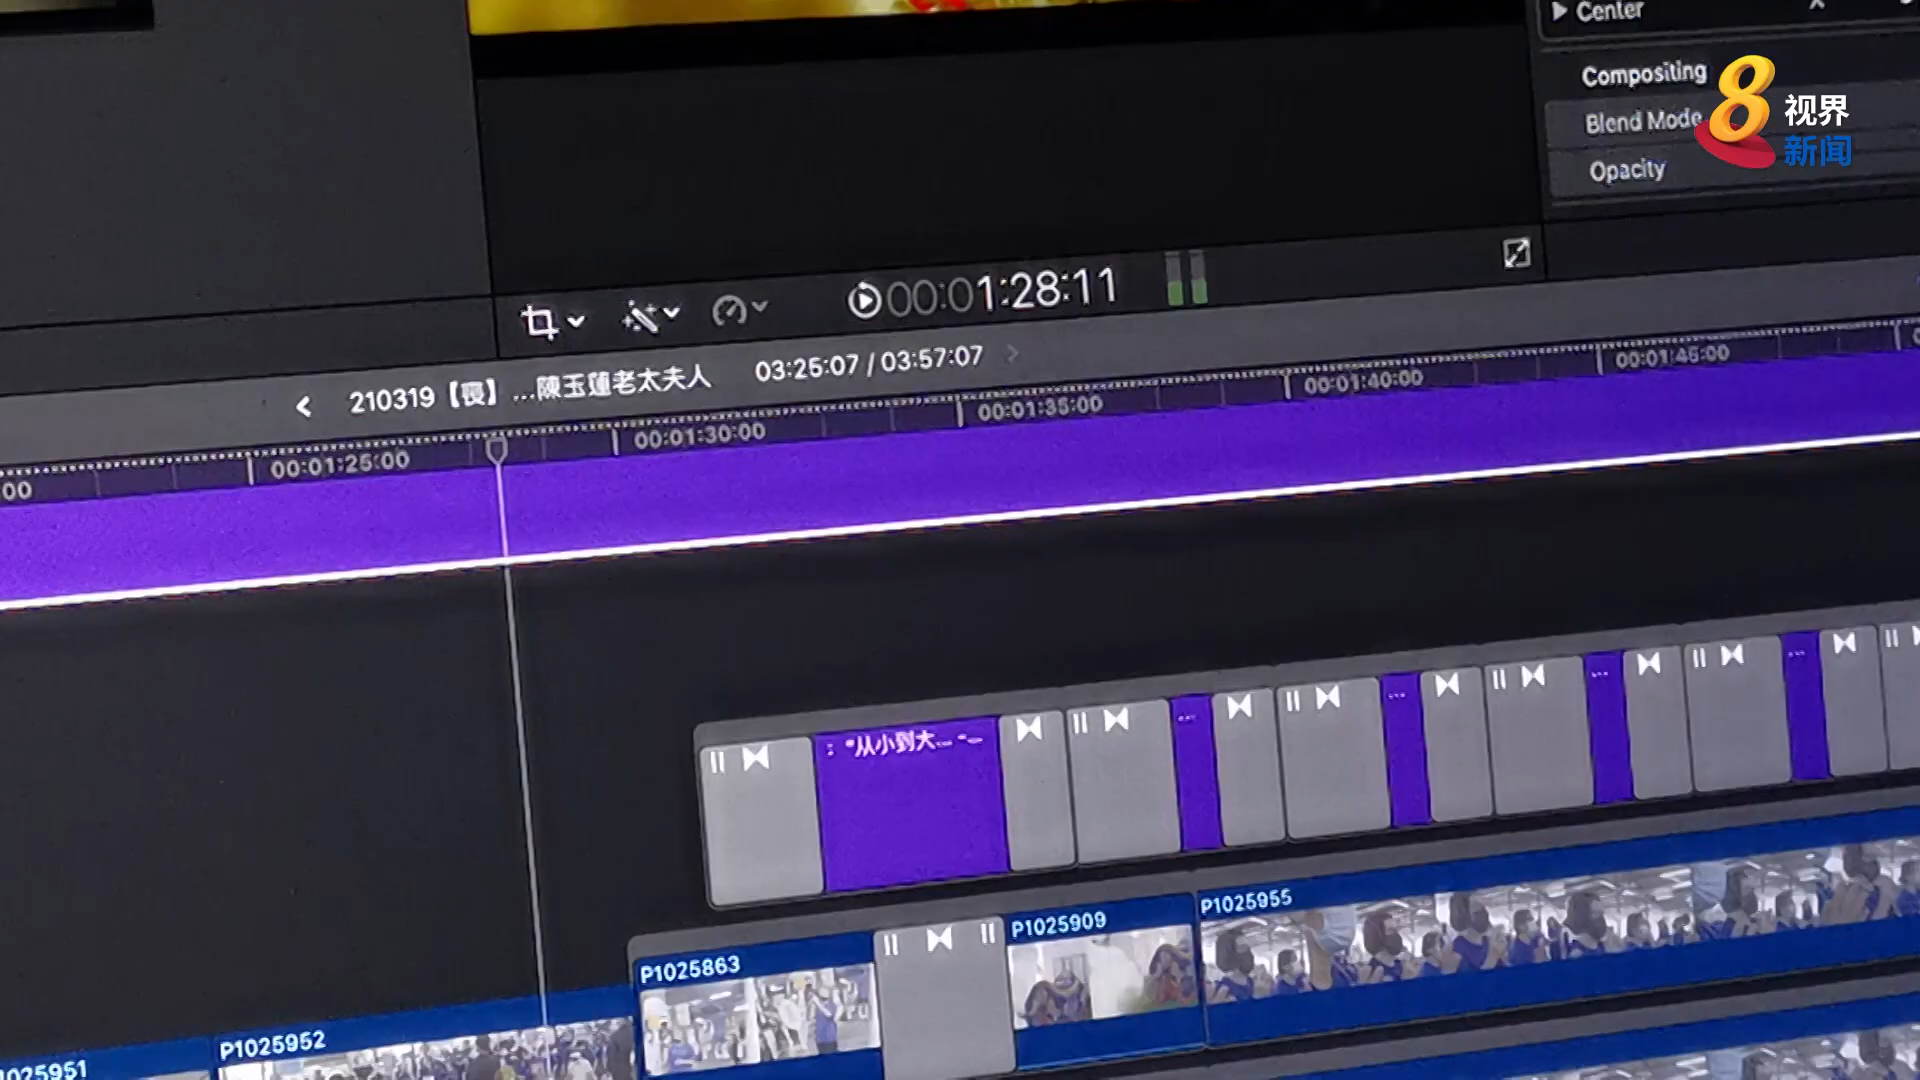 Center
Compositing
Blend Mode
Opacity
8 视界
新闻
00:01:28:11
210319【喪】...陳玉蓮老太夫人 03:25:07 / 03:57:07
00 00:01:25:00 00:01:30:00 00:01:35:00 00:01:40:00 00:01:45:00
: “从小到大
P1025955
P1025909
P1025863
P1025952
1025951